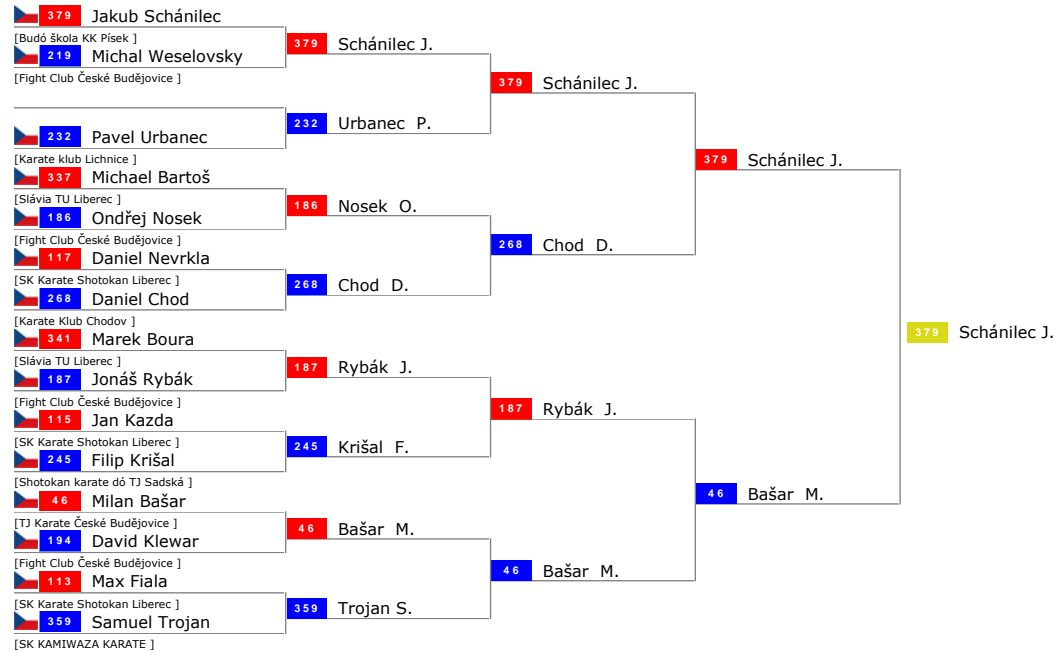 379 Jakub Schánilec
[Budó škola KK Písek ]
219 Michal Weselovsky
[Fight Club České Budějovice ]
232 Pavel Urbanec
[Karate klub Lichnice ]
337 Michael Bartoš
[Slávia TU Liberec ]
186 Ondřej Nosek
[Fight Club České Budějovice ]
117 Daniel Nevrkla
[SK Karate Shotokan Liberec ]
268 Daniel Chod
[Karate Klub Chodov ]
341 Marek Boura
[Slávia TU Liberec ]
187 Jonáš Rybák
[Fight Club České Budějovice ]
115 Jan Kazda
[SK Karate Shotokan Liberec ]
245 Filip Krišal
[Shotokan karate dó TJ Sadská ]
46 Milan Bašar
[TJ Karate České Budějovice ]
194 David Klewar
[Fight Club České Budějovice ]
113 Max Fiala
[SK Karate Shotokan Liberec ]
359 Samuel Trojan
[SK KAMIWAZA KARATE ]
379 Schánilec J.
232 Urbanec P.
186 Nosek O.
268 Chod D.
187 Rybák J.
245 Krišal F.
46 Bašar M.
359 Trojan S.
379 Schánilec J.
268 Chod D.
187 Rybák J.
46 Bašar M.
379 Schánilec J.
46 Bašar M.
379 Schánilec J.